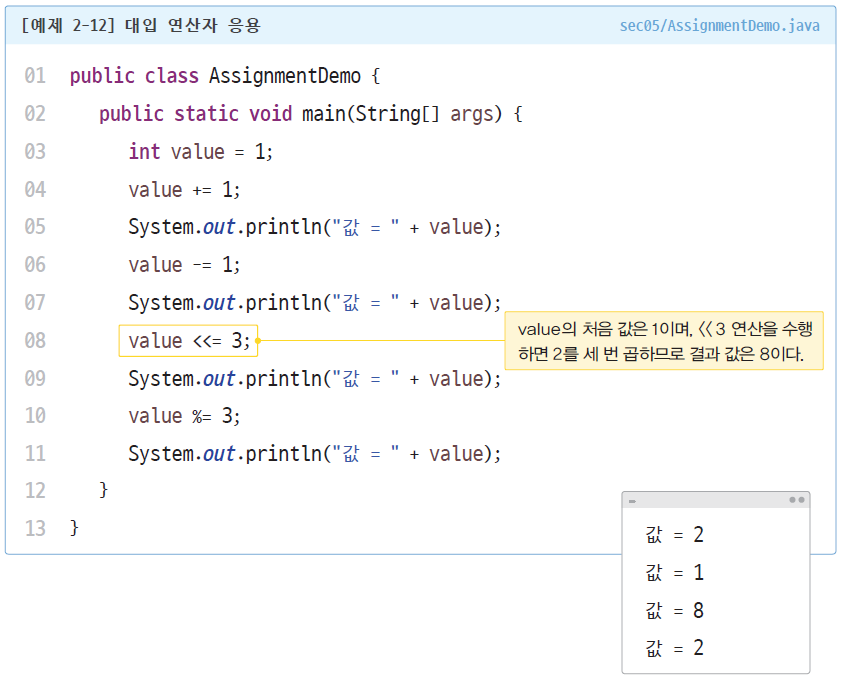 [예제 2-12] 대입 연산자 응용 sec05/AssignmentDemo.java
01 public class AssignmentDemo {
02 public static void main(String[] args) {
03 int value = 1;
04 value += 1;
05 System.out.println("값 = " + value);
06 value -= 1;
07 System.out.println("값 = " + value);
08 value <<= 3;
value의 처음 값은 1이며, << 3 연산을 수행
하면 2를 세 번 곱하므로 결과 값은 8이다.
09 System.out.println("값 = " + value);
10 value %= 3;
11 System.out.println("값 = " + value);
12 }
13 }
값 = 2
값 = 1
값 = 8
값 = 2